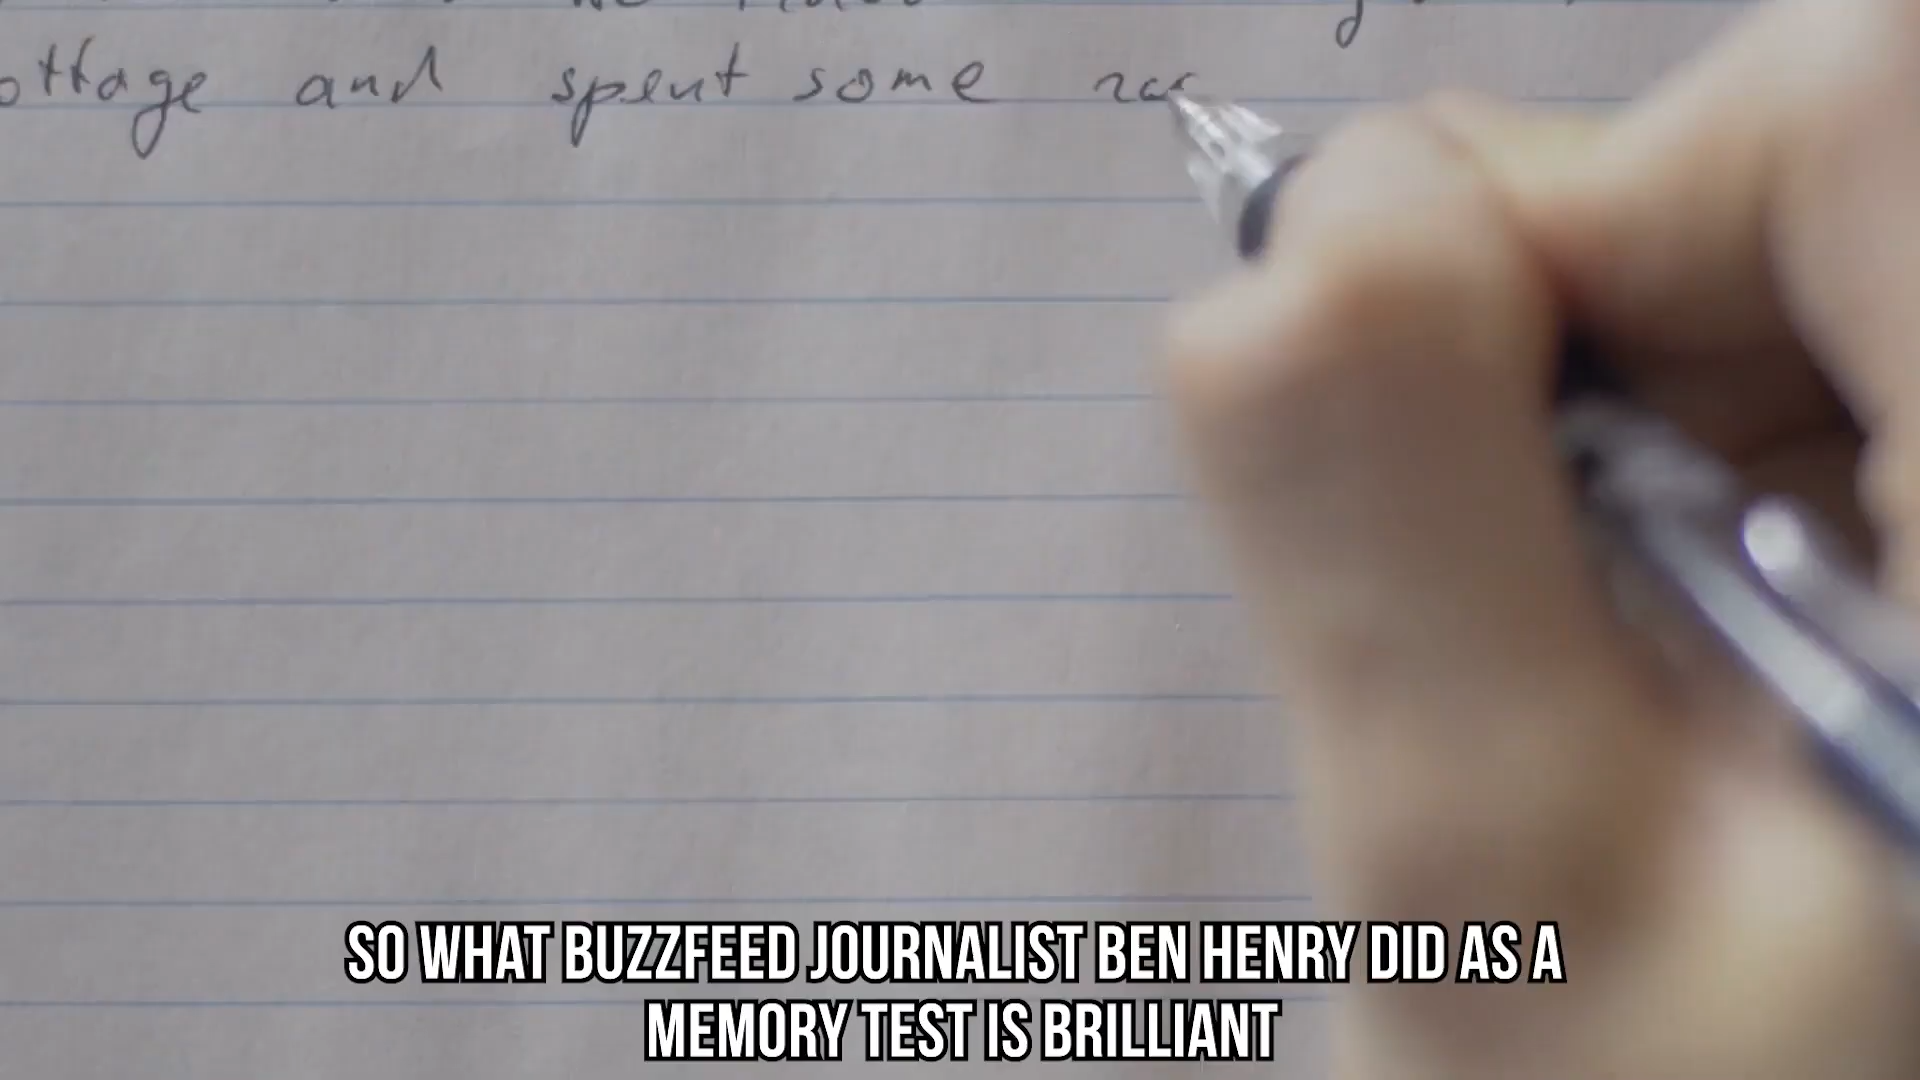 ottage and spent some
SO WHAT BUZZFEED JOURNALIST BEN HENRY DID AS A
MEMORY TEST IS BRILLIANT